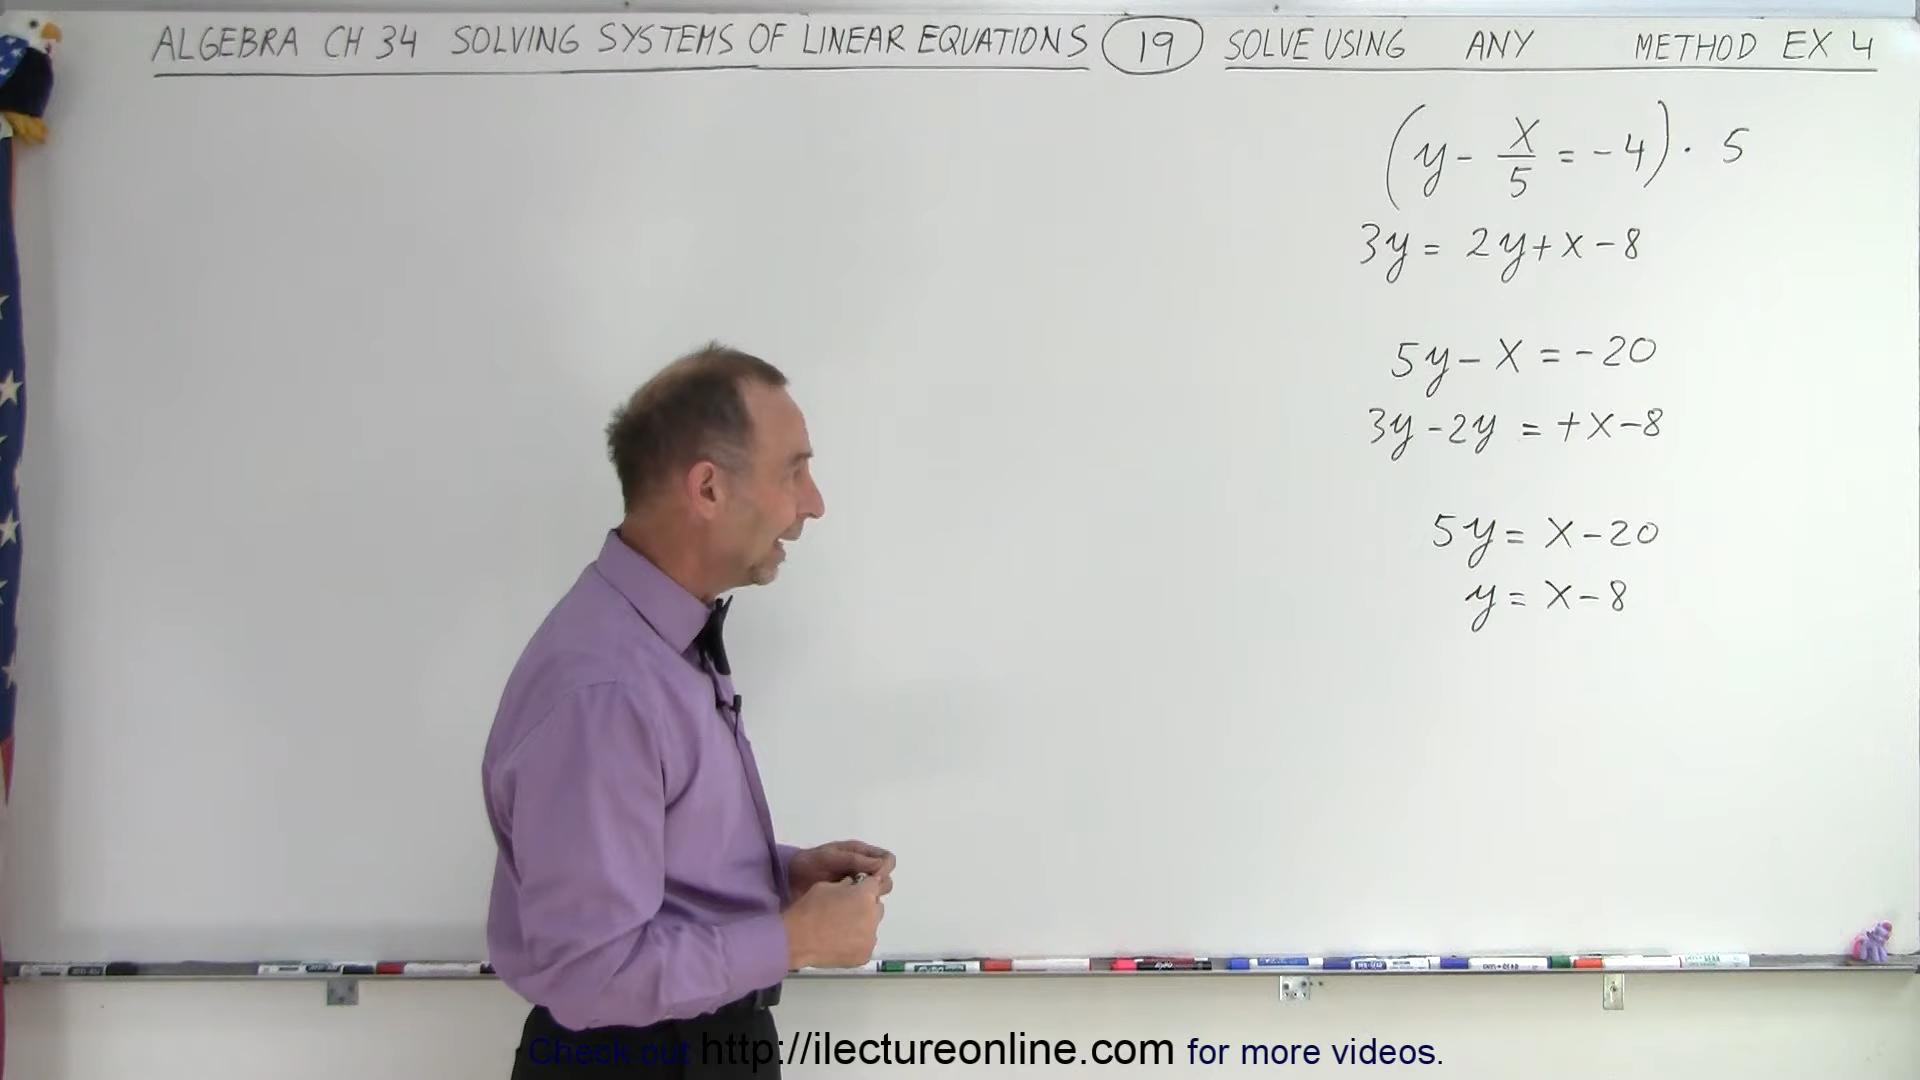 ALGEBRA CH 34 SOLVING SYSTEMS OF LINEAR EQUATIONS 19 SOLVE USING ANY METHOD EX 4
(y - x/5 = -4) · 5
3y = 2y + x - 8
5y - x = -20
3y - 2y = +x - 8
5y = x - 20
y = x - 8
Check out http://ilectureonline.com for more videos.